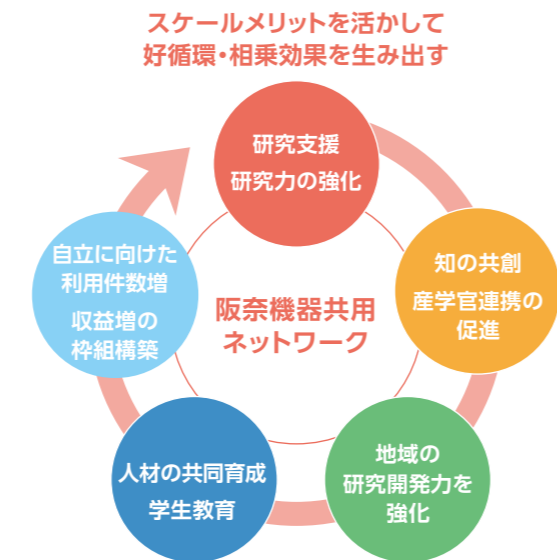 スケールメリットを活かして
好循環・相乗効果を生み出す
研究支援
研究力の強化
知の共創
産学官連携の
促進
地域の
研究開発力を
強化
人材の共同育成
学生教育
自立に向けた
利用件数増
収益増の
枠組構築
阪奈機器共用
ネットワーク